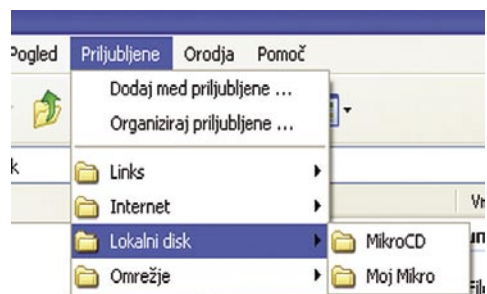 Pogled Priljubljene Orodja Pomoč
Dodaj med priljubljene ...
Organiziraj priljubljene ...
Links
Internet
Lokalni disk
MikroCD
Omrežje
Moj Mikro